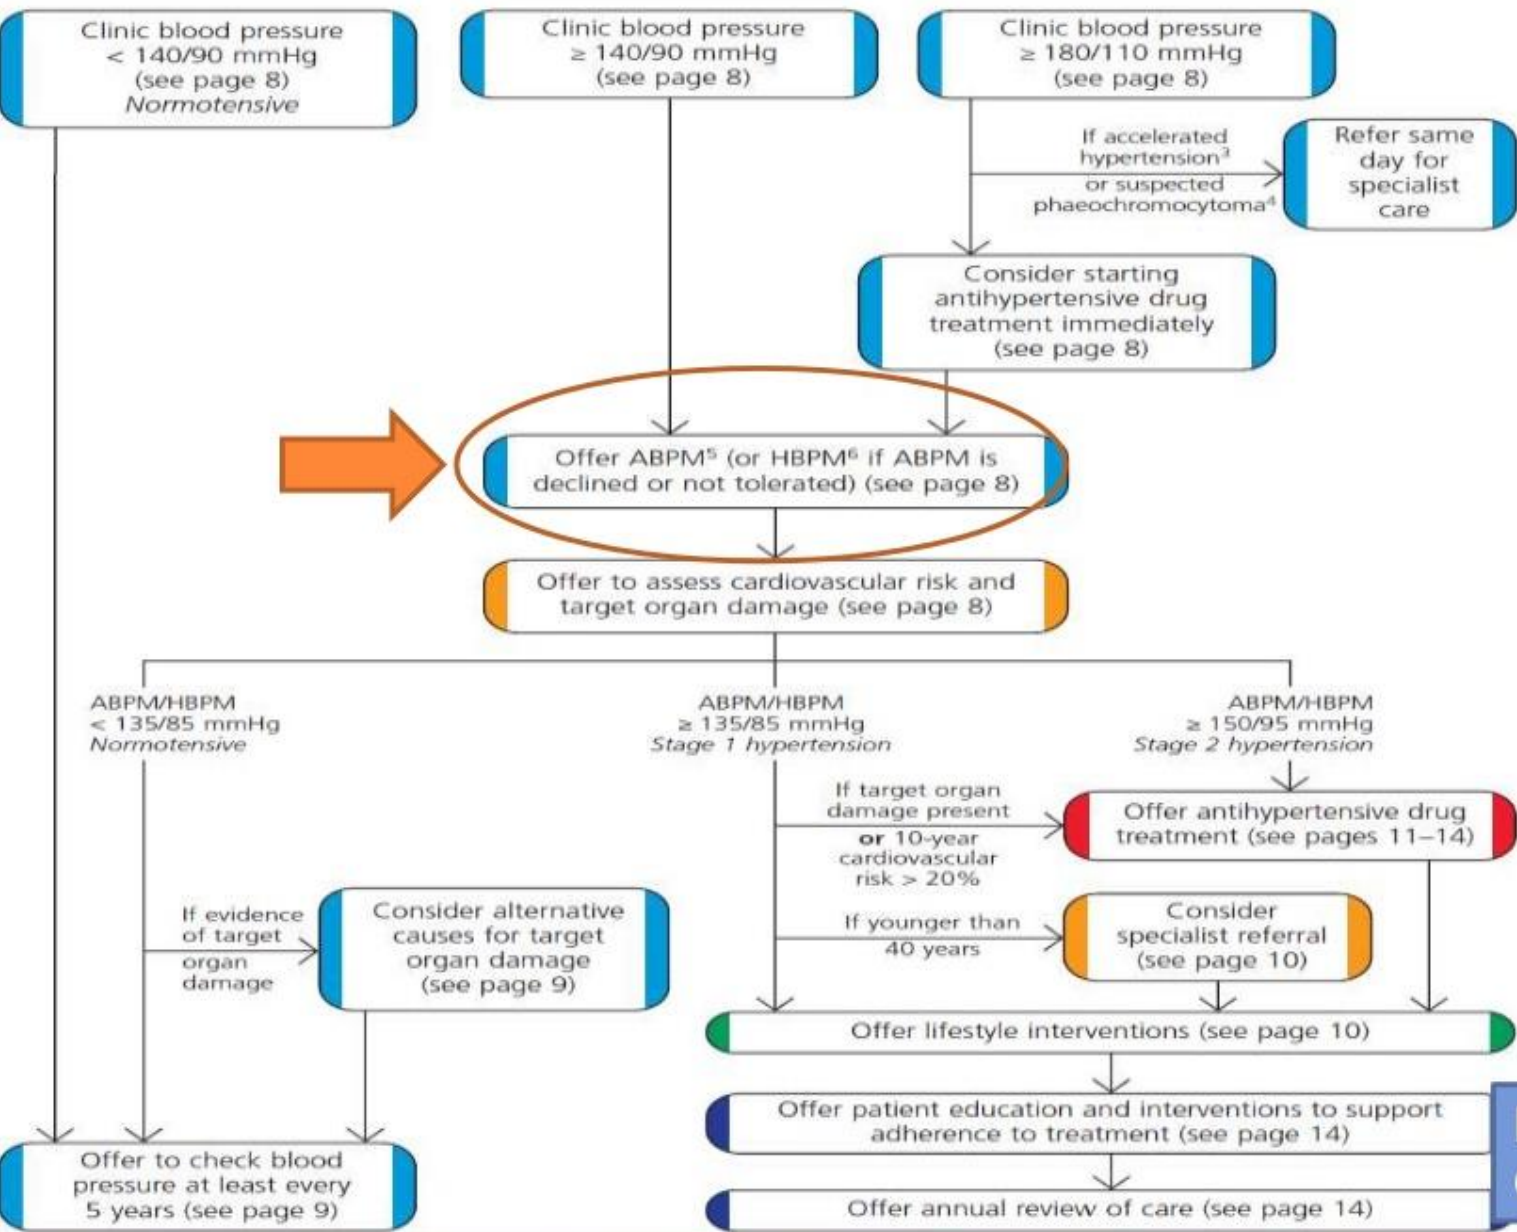 Clinic blood pressure
< 140/90 mmHg
(see page 8)
Normotensive
Clinic blood pressure
≥ 140/90 mmHg
(see page 8)
Clinic blood pressure
≥ 180/110 mmHg
(see page 8)
If accelerated
hypertension³
or suspected
phaeochromocytoma⁴
Refer same
day for
specialist
care
Consider starting
antihypertensive drug
treatment immediately
(see page 8)
Offer ABPM⁵ (or HBPM⁶ if ABPM is
declined or not tolerated) (see page 8)
Offer to assess cardiovascular risk and
target organ damage (see page 8)
ABPM/HBPM
< 135/85 mmHg
Normotensive
ABPM/HBPM
≥ 135/85 mmHg
Stage 1 hypertension
ABPM/HBPM
≥ 150/95 mmHg
Stage 2 hypertension
If target organ
damage present
or 10-year
cardiovascular
risk > 20%
Offer antihypertensive drug
treatment (see pages 11–14)
If evidence
of target
organ
damage
Consider alternative
causes for target
organ damage
(see page 9)
If younger than
40 years
Consider
specialist referral
(see page 10)
Offer lifestyle interventions (see page 10)
Offer patient education and interventions to support
adherence to treatment (see page 14)
Offer to check blood
pressure at least every
5 years (see page 9)
Offer annual review of care (see page 14)